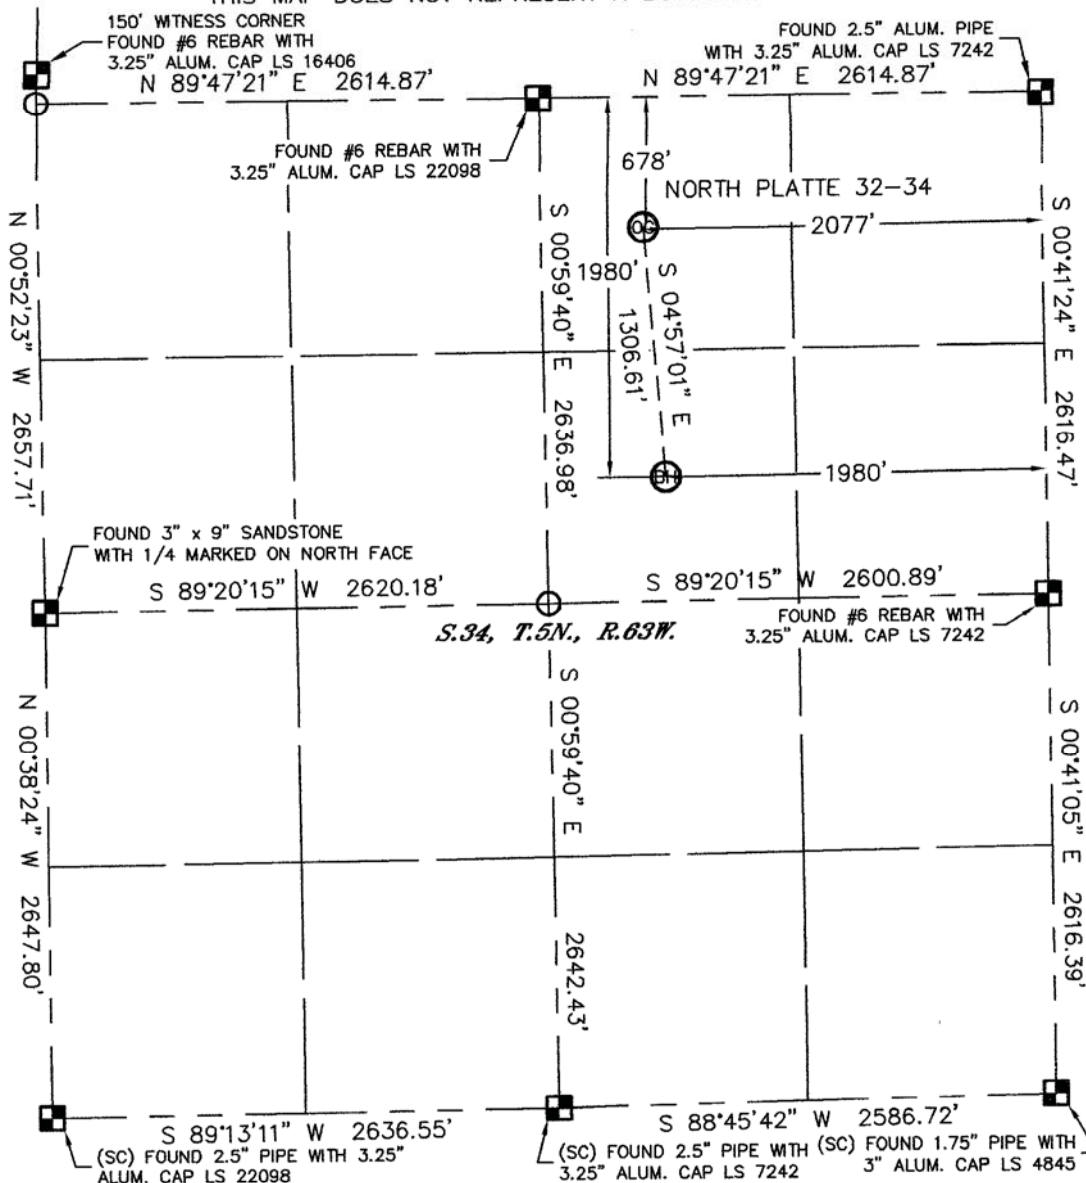 150' WITNESS CORNER
FOUND #6 REBAR WITH
3.25" ALUM. CAP LS 16406
FOUND 2.5" ALUM. PIPE
WITH 3.25" ALUM. CAP LS 7242
N 89°47'21" E 2614.87'
N 89°47'21" E 2614.87'
FOUND #6 REBAR WITH
3.25" ALUM. CAP LS 22098
678'
NORTH PLATTE 32-34
OG
2077'
N 00°52'23" W 2657.71'
S 00°59'40" E 2636.98'
1980'
S 04°57'01" E
1306.61'
S 00°41'24" E 2616.47'
BH
1980'
FOUND 3" x 9" SANDSTONE
WITH 1/4 MARKED ON NORTH FACE
S 89°20'15" W 2620.18'
S 89°20'15" W 2600.89'
FOUND #6 REBAR WITH
3.25" ALUM. CAP LS 7242
S.34, T.5N., R.63W.
N 00°38'24" W 2647.80'
S 00°59'40" E
2642.43'
S 00°41'05" E 2616.39'
S 89°13'11" W 2636.55'
S 88°45'42" W 2586.72'
(SC) FOUND 2.5" PIPE WITH 3.25"
ALUM. CAP LS 22098
(SC) FOUND 2.5" PIPE WITH
3.25" ALUM. CAP LS 7242
(SC) FOUND 1.75" PIPE WITH
3" ALUM. CAP LS 4845